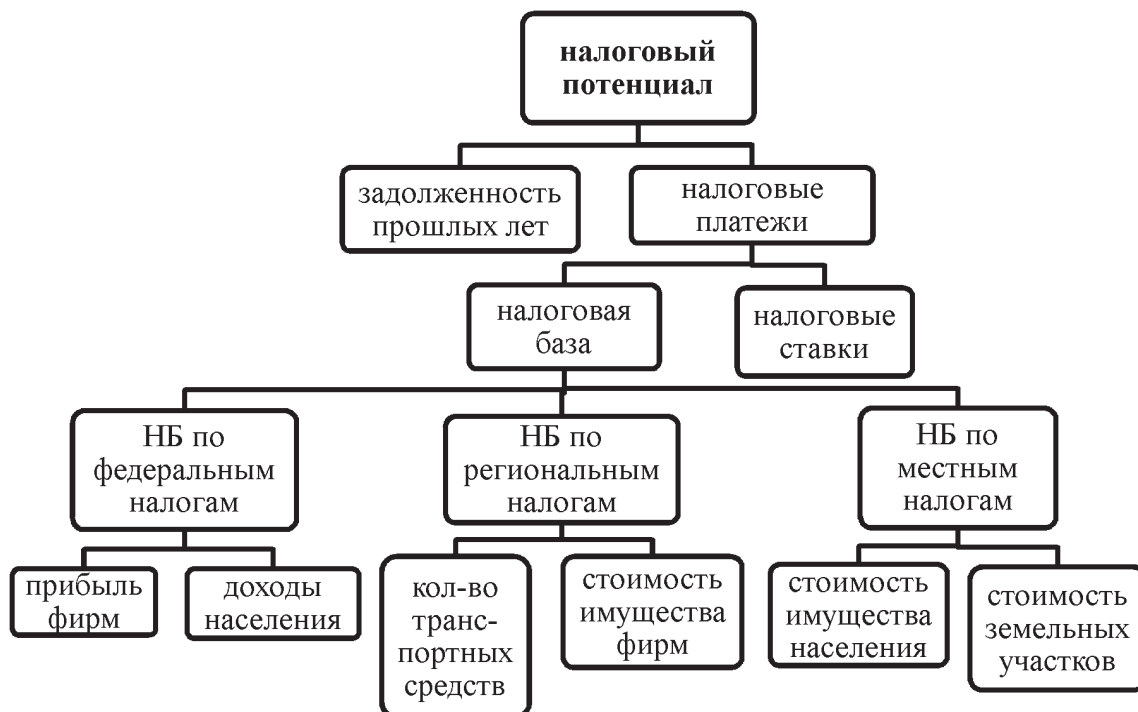 налоговый
потенциал
задолженность
прошлых лет
налоговые
платежи
налоговая
база
налоговые
ставки
НБ по
федеральным
налогам
НБ по
региональным
налогам
НБ по
местным
налогам
прибыль
фирм
доходы
населения
кол-во
транс-
портных
средств
стоимость
имущества
фирм
стоимость
имущества
населения
стоимость
земельных
участков